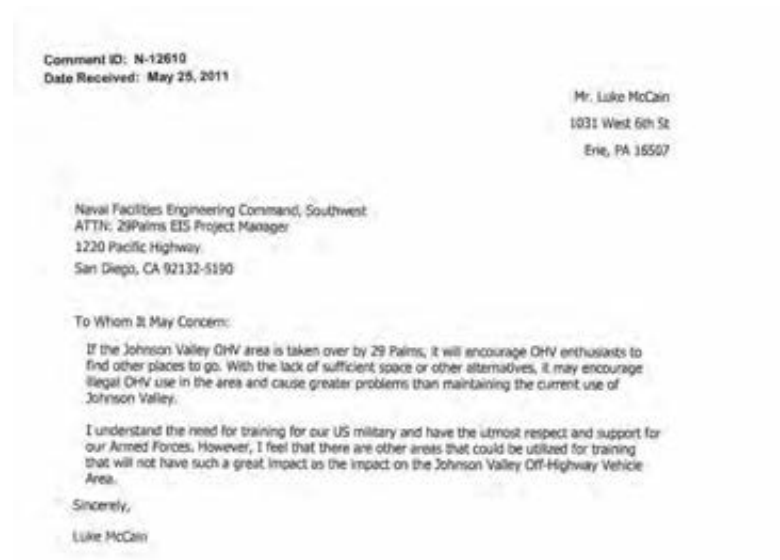 Comment ID: N-12610
Date Received: May 25, 2011
Mr. Luke McCain
1031 West 6th St
Erie, PA 16507
Naval Facilities Engineering Command, Southwest
ATTN: 29Palms EIS Project Manager
1220 Pacific Highway
San Diego, CA 92132-5190
To Whom It May Concern:
If the Johnson Valley OHV area is taken over by 29 Palms, it will encourage OHV enthusiasts to
find other places to go. With the lack of sufficient space or other alternatives, it may encourage
illegal OHV use in the area and cause greater problems than maintaining the current use of
Johnson Valley.
I understand the need for training for our US military and have the utmost respect and support for
our Armed Forces. However, I feel that there are other areas that could be utilized for training
that will not have such a great impact as the impact on the Johnson Valley Off-Highway Vehicle
Area.
Sincerely,
Luke McCain